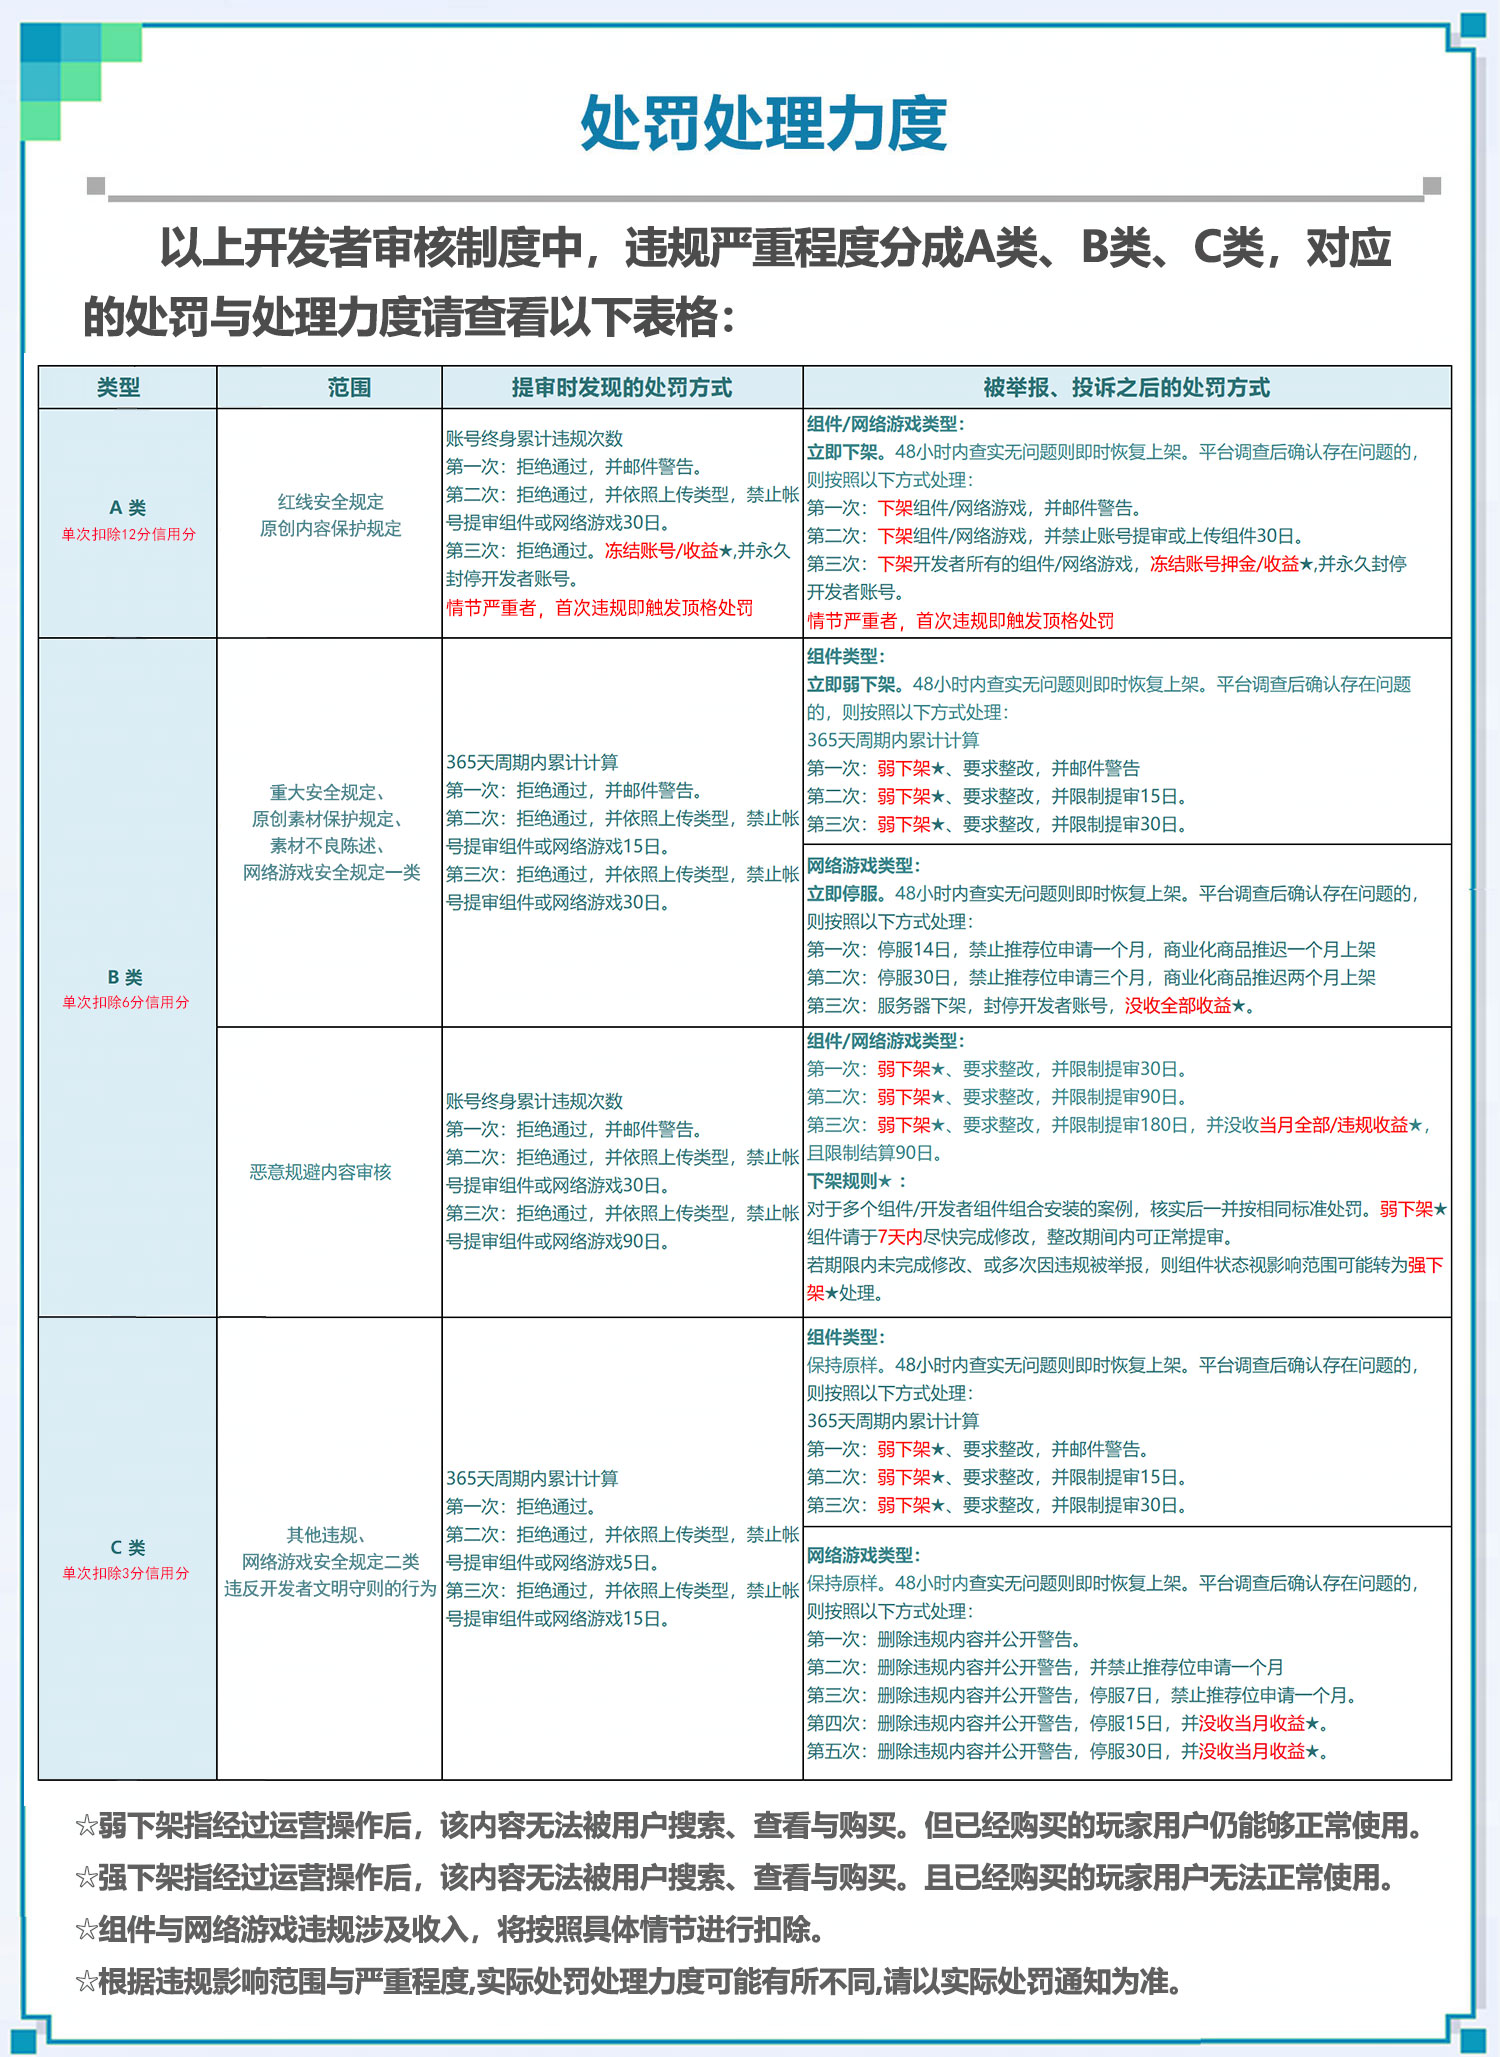 处罚处理力度
以上开发者审核制度中，违规严重程度分成A类、B类、C类，对应
的处罚与处理力度请查看以下表格：
类型
范围
提审时发现的处罚方式
被举报、投诉之后的处罚方式
A 类
单次扣除12分信用分
红线安全规定
原创内容保护规定
账号终身累计违规次数
第一次：拒绝通过，并邮件警告。
第二次：拒绝通过，并依照上传类型，禁止帐
号提审组件或网络游戏30日。
第三次：拒绝通过。冻结账号/收益★,并永久
封停开发者账号。
情节严重者，首次违规即触发顶格处罚
组件/网络游戏类型：
立即下架。48小时内查实无问题则即时恢复上架。平台调查后确认存在问题的，
则按照以下方式处理：
第一次：下架组件/网络游戏，并邮件警告。
第二次：下架组件/网络游戏，并禁止账号提审或上传组件30日。
第三次：下架开发者所有的组件/网络游戏，冻结账号押金/收益★,并永久封停
开发者账号。
情节严重者，首次违规即触发顶格处罚
B 类
单次扣除6分信用分
重大安全规定、
原创素材保护规定、
素材不良陈述、
网络游戏安全规定一类
365天周期内累计计算
第一次：拒绝通过，并邮件警告。
第二次：拒绝通过，并依照上传类型，禁止帐
号提审组件或网络游戏15日。
第三次：拒绝通过，并依照上传类型，禁止帐
号提审组件或网络游戏30日。
组件类型：
立即弱下架。48小时内查实无问题则即时恢复上架。平台调查后确认存在问题
的，则按照以下方式处理：
365天周期内累计计算
第一次：弱下架★、要求整改，并邮件警告
第二次：弱下架★、要求整改，并限制提审15日。
第三次：弱下架★、要求整改，并限制提审30日。
网络游戏类型：
立即停服。48小时内查实无问题则即时恢复上架。平台调查后确认存在问题的，
则按照以下方式处理：
第一次：停服14日，禁止推荐位申请一个月，商业化商品推迟一个月上架
第二次：停服30日，禁止推荐位申请三个月，商业化商品推迟两个月上架
第三次：服务器下架，封停开发者账号，没收全部收益★。
恶意规避内容审核
账号终身累计违规次数
第一次：拒绝通过，并邮件警告。
第二次：拒绝通过，并依照上传类型，禁止帐
号提审组件或网络游戏30日。
第三次：拒绝通过，并依照上传类型，禁止帐
号提审组件或网络游戏90日。
组件/网络游戏类型：
第一次：弱下架★、要求整改，并限制提审30日。
第二次：弱下架★、要求整改，并限制提审90日。
第三次：弱下架★、要求整改，并限制提审180日，并没收当月全部/违规收益★，
且限制结算90日。
下架规则★：
对于多个组件/开发者组件组合安装的案例，核实后一并按相同标准处罚。弱下架★
组件请于7天内尽快完成修改，整改期间内可正常提审。
若期限内未完成修改、或多次因违规被举报，则组件状态视影响范围可能转为强下
架★处理。
C 类
单次扣除3分信用分
其他违规、
网络游戏安全规定二类
违反开发者文明守则的行为
365天周期内累计计算
第一次：拒绝通过。
第二次：拒绝通过，并依照上传类型，禁止帐
号提审组件或网络游戏5日。
第三次：拒绝通过，并依照上传类型，禁止帐
号提审组件或网络游戏15日。
组件类型：
保持原样。48小时内查实无问题则即时恢复上架。平台调查后确认存在问题的，
则按照以下方式处理：
365天周期内累计计算
第一次：弱下架★、要求整改，并邮件警告。
第二次：弱下架★、要求整改，并限制提审15日。
第三次：弱下架★、要求整改，并限制提审30日。
网络游戏类型：
保持原样。48小时内查实无问题则即时恢复上架。平台调查后确认存在问题的，
则按照以下方式处理：
第一次：删除违规内容并公开警告。
第二次：删除违规内容并公开警告，并禁止推荐位申请一个月
第三次：删除违规内容并公开警告，停服7日，禁止推荐位申请一个月。
第四次：删除违规内容并公开警告，停服15日，并没收当月收益★。
第五次：删除违规内容并公开警告，停服30日，并没收当月收益★。
☆弱下架指经过运营操作后，该内容无法被用户搜索、查看与购买。但已经购买的玩家用户仍能够正常使用。
☆强下架指经过运营操作后，该内容无法被用户搜索、查看与购买。且已经购买的玩家用户无法正常使用。
☆组件与网络游戏违规涉及收入，将按照具体情节进行扣除。
☆根据违规影响范围与严重程度,实际处罚处理力度可能有所不同,请以实际处罚通知为准。